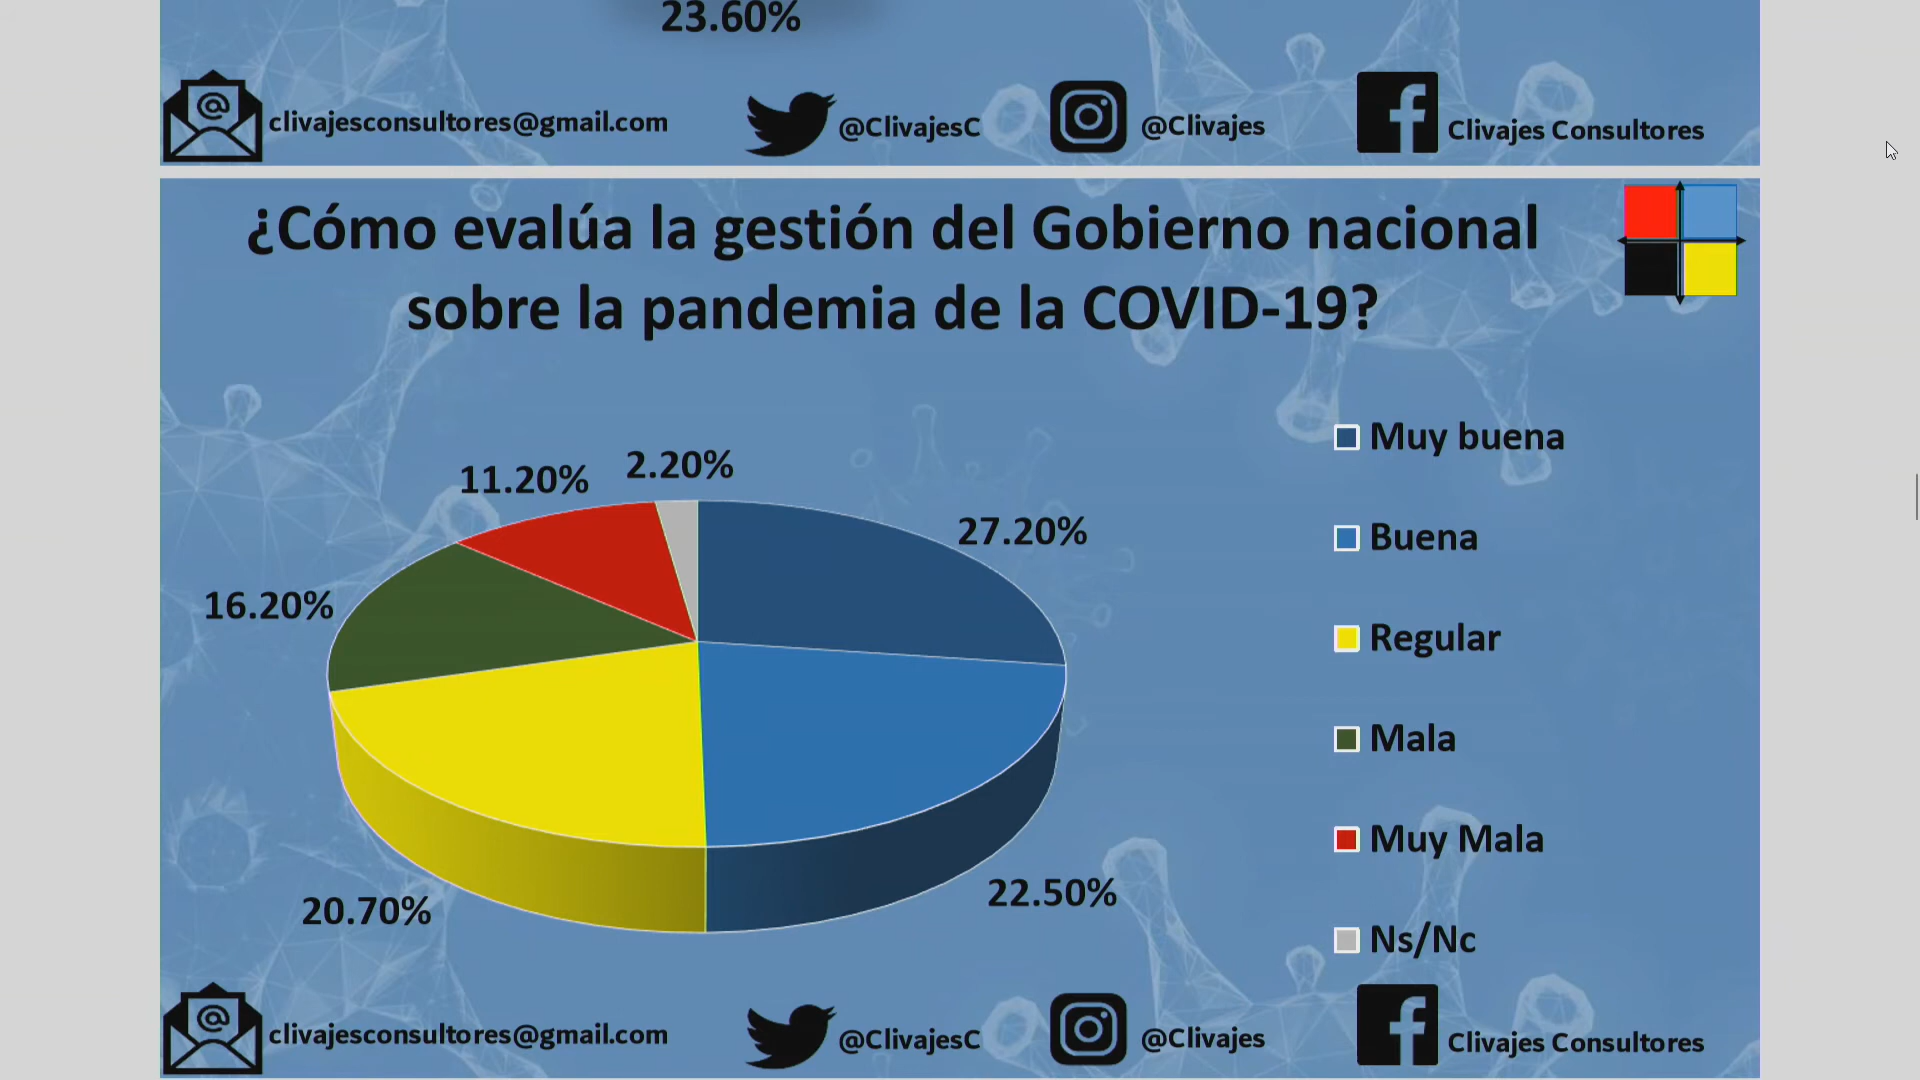 23.60%
clivajesconsultores@gmail.com @ClivajesC @Clivajes Clivajes Consultores
¿Cómo evalúa la gestión del Gobierno nacional
sobre la pandemia de la COVID-19?
Muy buena
11.20% 2.20%
27.20%
Buena
16.20%
Regular
Mala
Muy Mala
22.50%
20.70%
Ns/Nc
clivajesconsultores@gmail.com @ClivajesC @Clivajes Clivajes Consultores